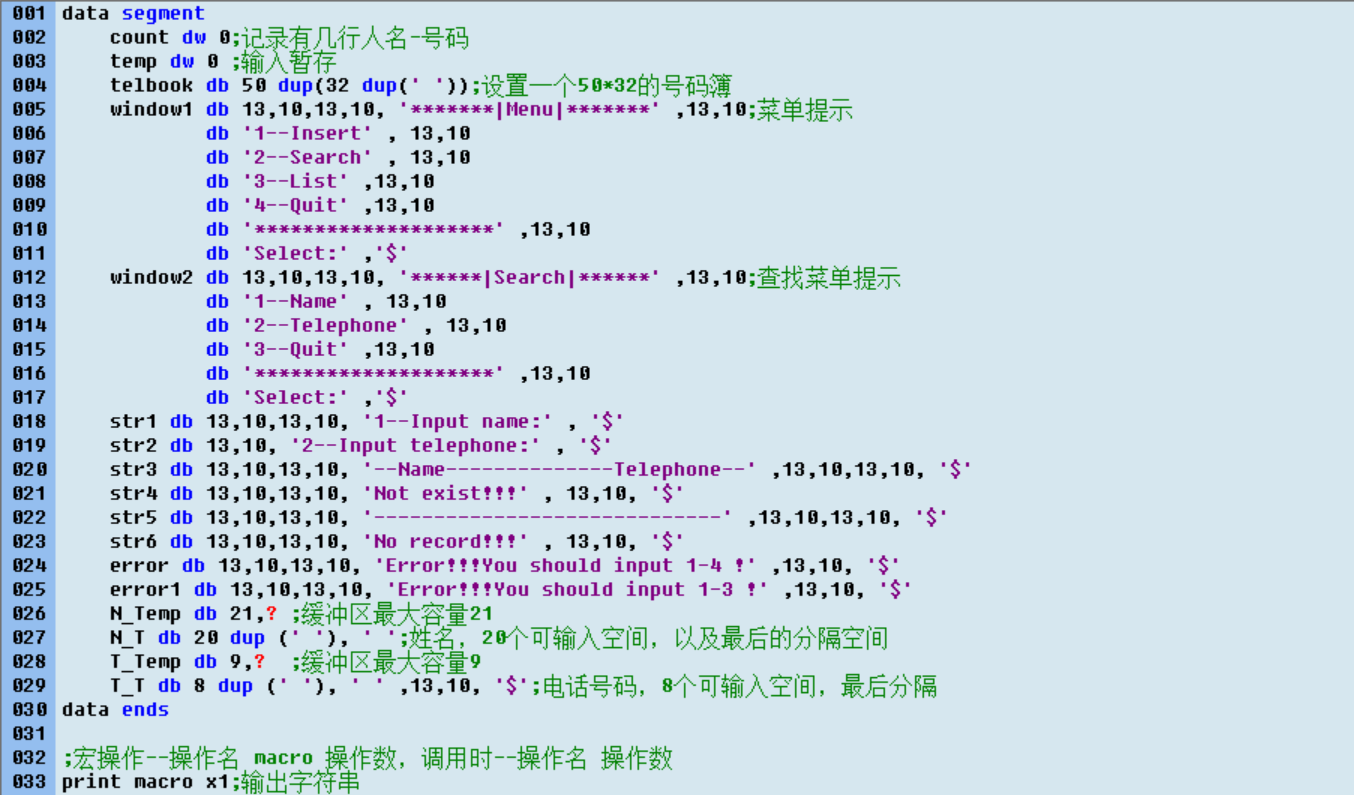 001 data segment
002     count dw 0;记录有几行人名-号码
003     temp dw 0 ;输入暂存
004     telbook db 50 dup(32 dup(' '));设置一个50*32的号码簿
005     window1 db 13,10,13,10, '*******|Menu|*******' ,13,10;菜单提示
006             db '1--Insert' , 13,10
007             db '2--Search' , 13,10
008             db '3--List' ,13,10
009             db '4--Quit' ,13,10
010             db '********************' ,13,10
011             db 'Select:' ,'$'
012     window2 db 13,10,13,10, '******|Search|******' ,13,10;查找菜单提示
013             db '1--Name' , 13,10
014             db '2--Telephone' , 13,10
015             db '3--Quit' ,13,10
016             db '********************' ,13,10
017             db 'Select:' ,'$'
018     str1 db 13,10,13,10, '1--Input name:' , '$'
019     str2 db 13,10, '2--Input telephone:' , '$'
020     str3 db 13,10,13,10, '--Name--------------Telephone--' ,13,10,13,10, '$'
021     str4 db 13,10,13,10, 'Not exist!!!' , 13,10, '$'
022     str5 db 13,10,13,10, '-----------------------------' ,13,10,13,10, '$'
023     str6 db 13,10,13,10, 'No record!!!' , 13,10, '$'
024     error db 13,10,13,10, 'Error!!!You should input 1-4 !' ,13,10, '$'
025     error1 db 13,10,13,10, 'Error!!!You should input 1-3 !' ,13,10, '$'
026     N_Temp db 21,? ;缓冲区最大容量21
027     N_T db 20 dup (' '), ' ';姓名，20个可输入空间，以及最后的分隔空间
028     T_Temp db 9,?  ;缓冲区最大容量9
029     T_T db 8 dup (' '), ' ' ,13,10, '$';电话号码，8个可输入空间，最后分隔
030 data ends
031
032 ;宏操作--操作名 macro 操作数，调用时--操作名 操作数
033 print macro x1;输出字符串